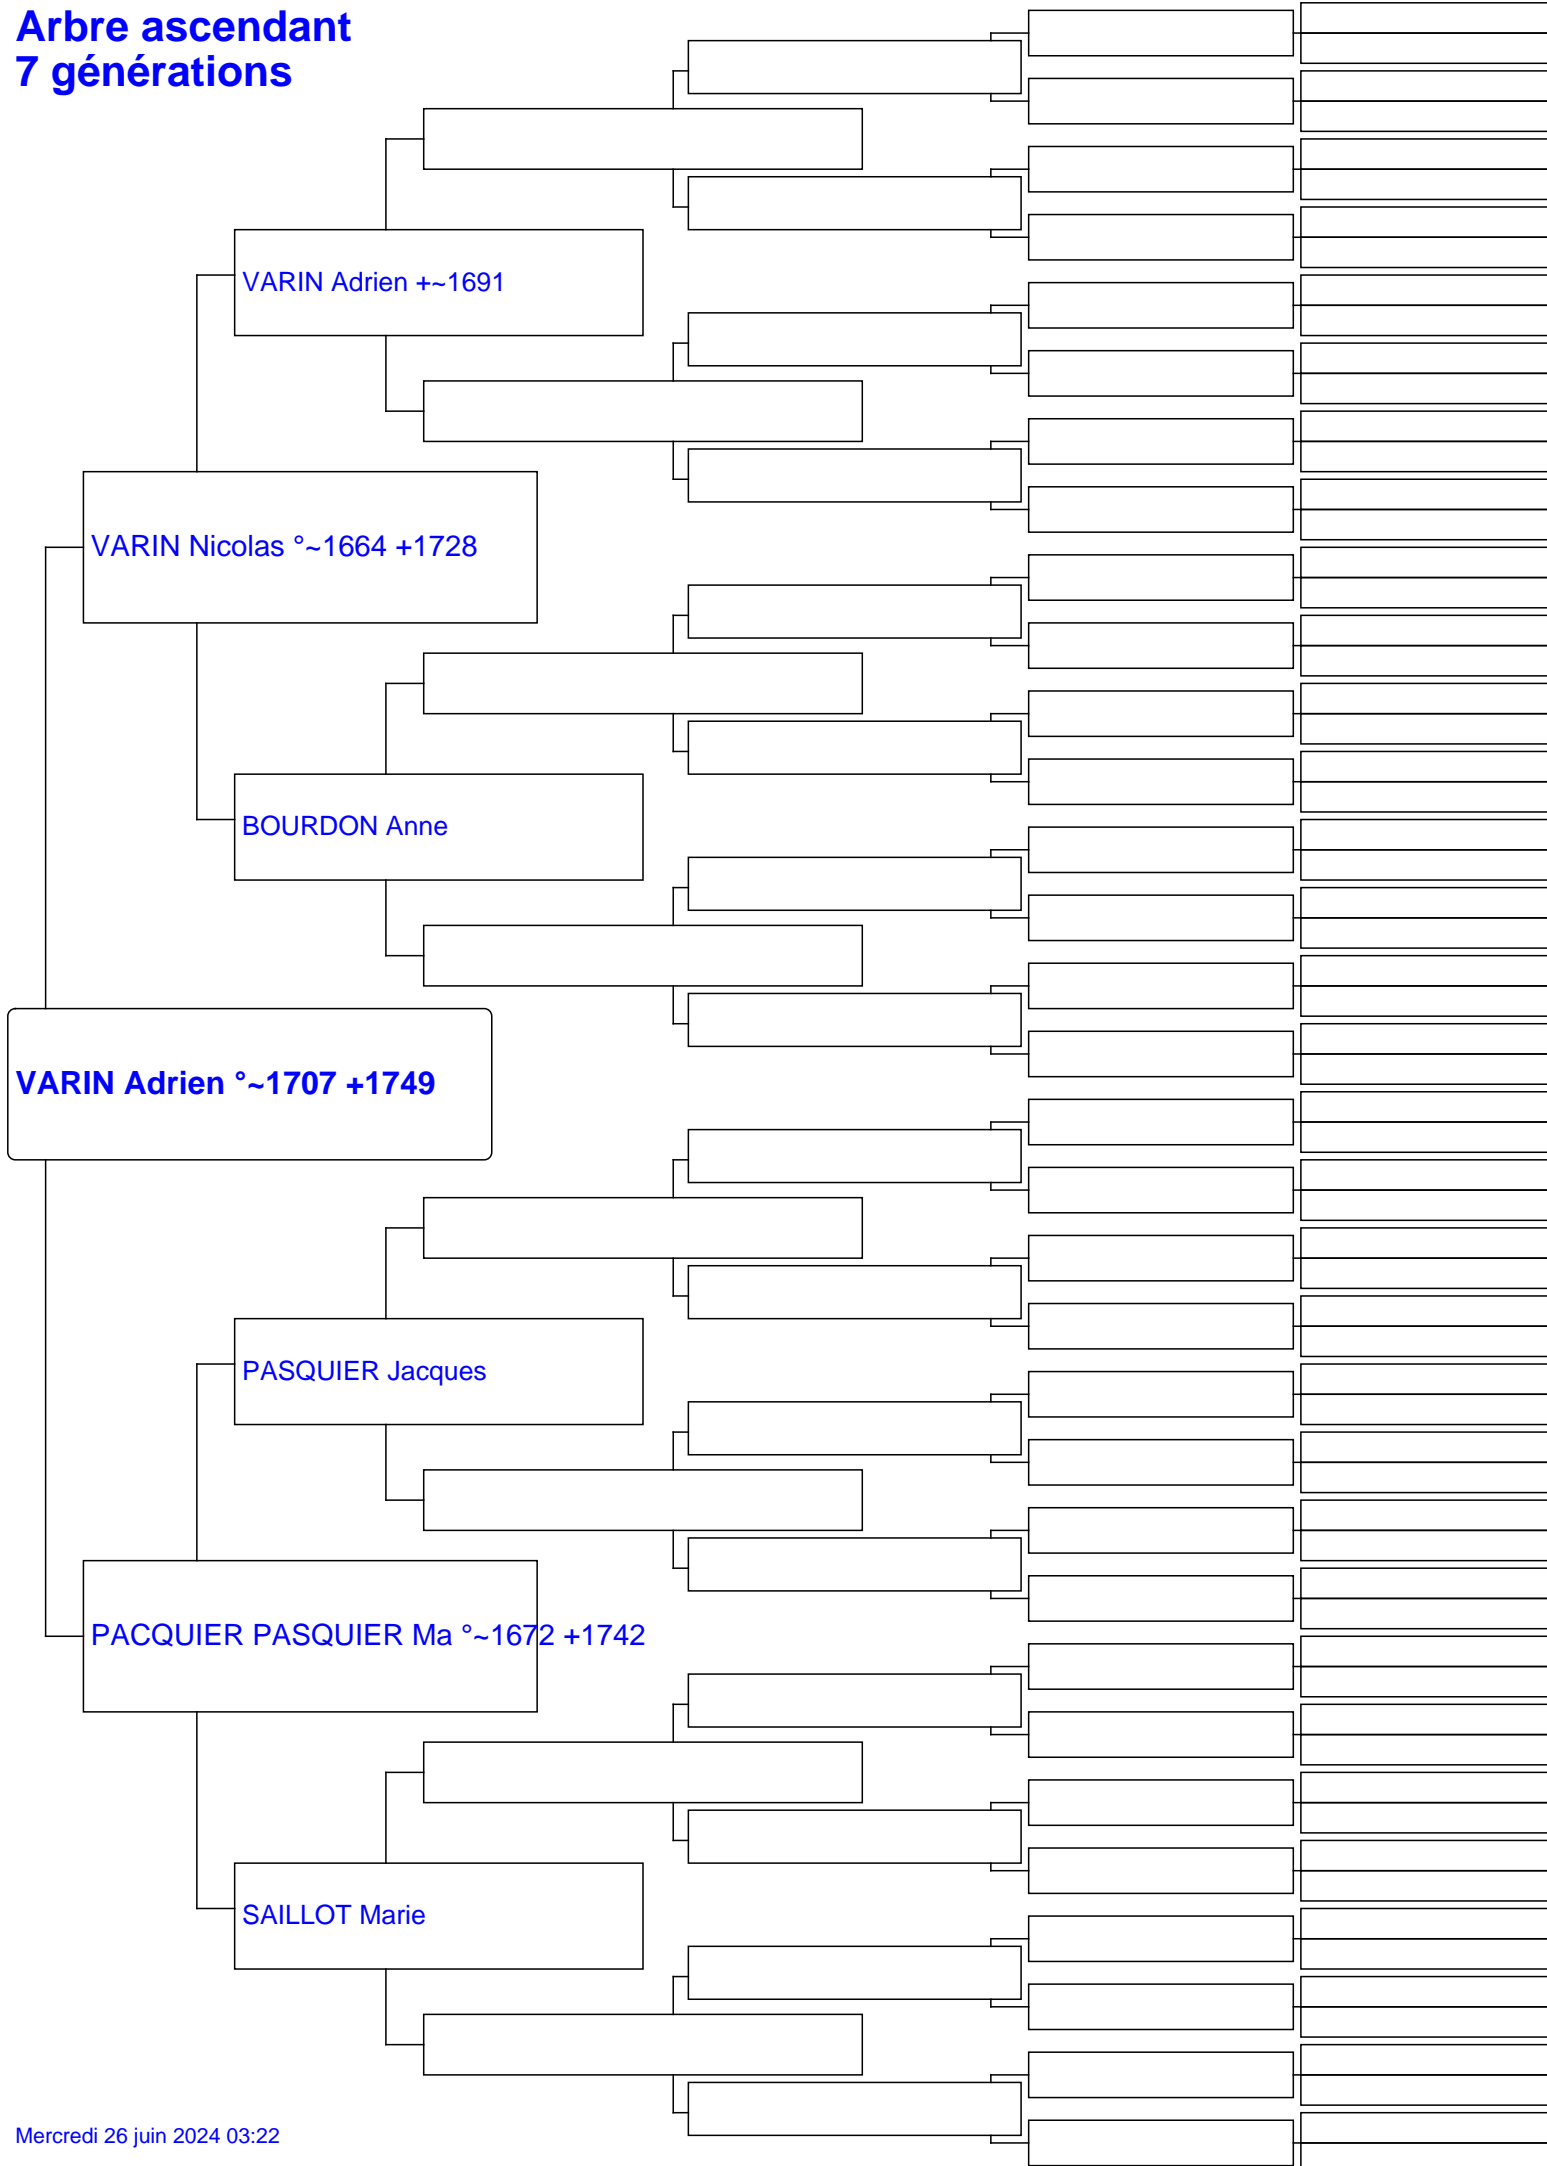 Arbre ascendant
7 générations
VARIN Adrien +~1691
VARIN Nicolas °~1664 +1728
BOURDON Anne
VARIN Adrien °~1707 +1749
PASQUIER Jacques
PACQUIER PASQUIER Ma °~1672 +1742
SAILLOT Marie
Mercredi 26 juin 2024 03:22